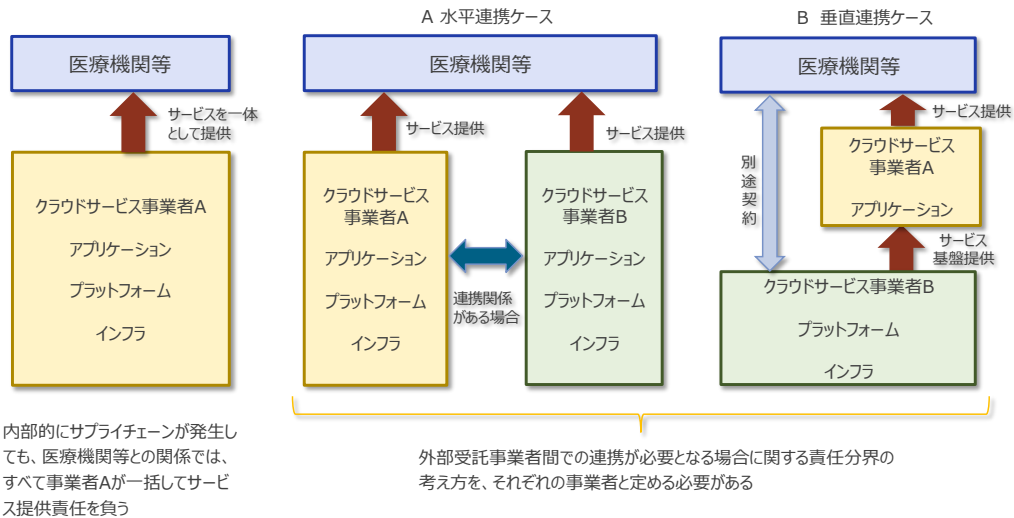 医療機関等
サービスを一体
として提供
クラウドサービス事業者A
アプリケーション
プラットフォーム
インフラ
内部的にサプライチェーンが発生し
ても、医療機関等との関係では、
すべて事業者Aが一括してサービ
ス提供責任を負う
A 水平連携ケース
医療機関等
サービス提供
サービス提供
クラウドサービス
事業者A
アプリケーション
プラットフォーム
インフラ
連携関係
がある場合
クラウドサービス
事業者B
アプリケーション
プラットフォーム
インフラ
B 垂直連携ケース
医療機関等
別途契約
サービス提供
クラウドサービス
事業者A
アプリケーション
サービス
基盤提供
クラウドサービス事業者B
プラットフォーム
インフラ
外部受託事業者間での連携が必要となる場合に関する責任分界の
考え方を、それぞれの事業者と定める必要がある